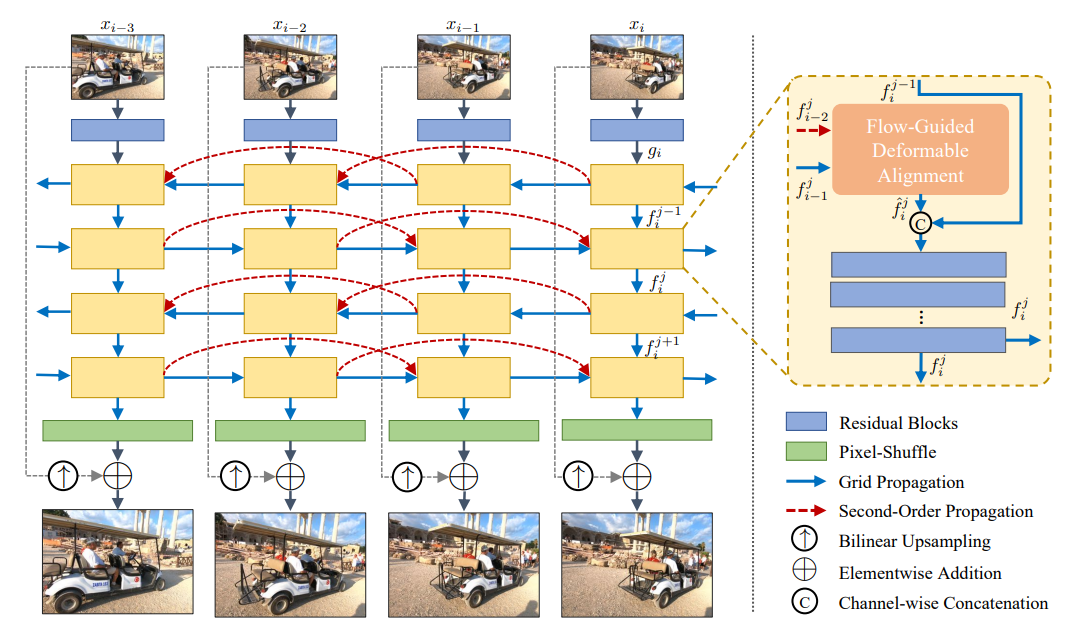 x_{i-3}
x_{i-2}
x_{i-1}
x_i
g_i
f_i^{j-1}
f_i^j
f_i^{j+1}
f_i^{j-1}
f_{i-2}^j
Flow-Guided
Deformable
Alignment
f_{i-1}^j
\hat{f}_i^j
C
⋮
f_i^j
f_i^j
Residual Blocks
Pixel-Shuffle
Grid Propagation
Second-Order Propagation
Bilinear Upsampling
Elementwise Addition
C Channel-wise Concatenation